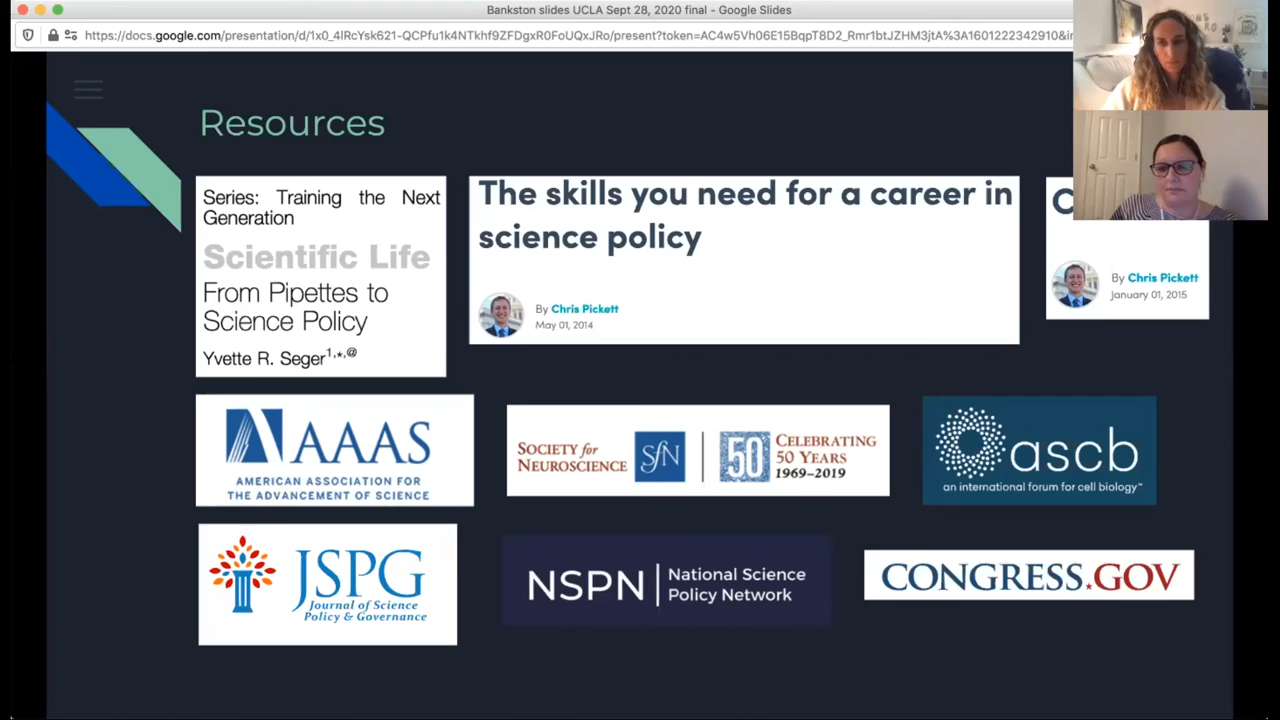 Bankston slides UCLA Sept 28, 2020 final - Google Slides
https://docs.google.com/presentation/d/1x0_4lRcYsk621-QCPfu1k4NTkhf9ZFDgxR0FoUQxJRo/present?token=AC4w5Vh06E15BqpT8D2_Rmr1btJZHM3jtA%3A1601222342910&i
Resources
Series: Training the Next
Generation
Scientific Life
From Pipettes to
Science Policy
Yvette R. Seger1,*,@
The skills you need for a career in
science policy
By Chris Pickett
May 01, 2014
C
By Chris Pickett
January 01, 2015
AAAS
AMERICAN ASSOCIATION FOR
THE ADVANCEMENT OF SCIENCE
SOCIETY for
NEUROSCIENCE
SfN
50
CELEBRATING
50 YEARS
1969–2019
ascb
an international forum for cell biology™
JSPG
Journal of Science
Policy & Governance
NSPN
National Science
Policy Network
CONGRESS.GOV